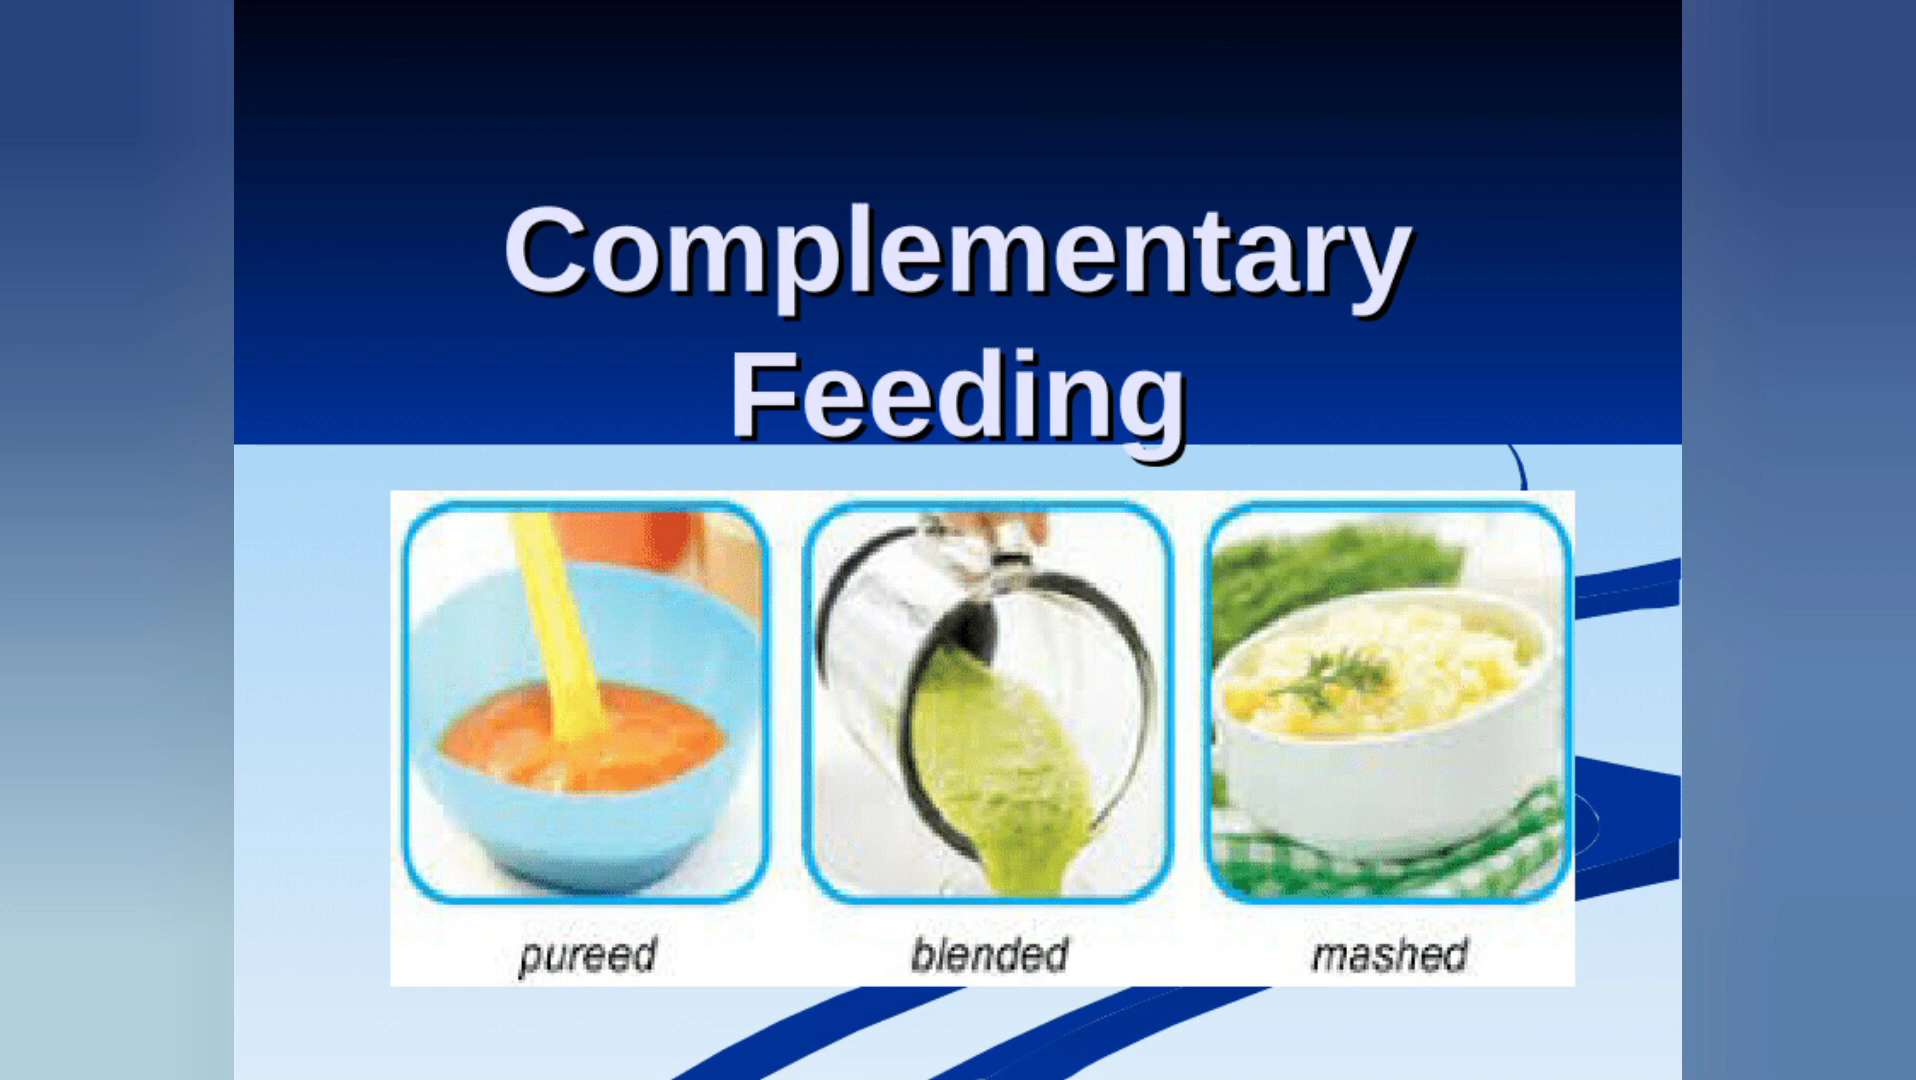 Complementary
Feeding
pureed
blended
mashed